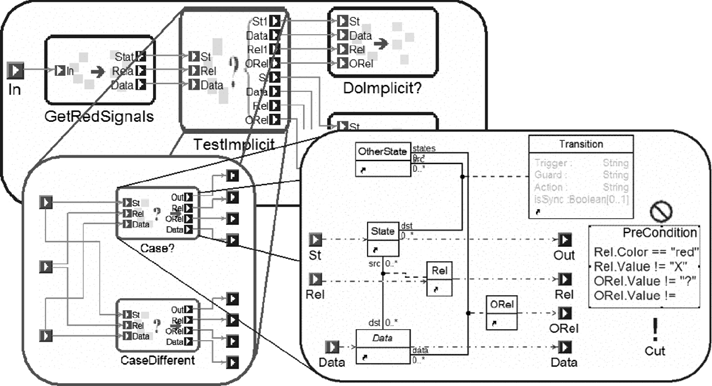 In
In
Stat
Rea
Data
GetRedSignals
St
Rel
Data
?
St1
Data
Rel1
ORel
St
Data
Rel
ORel
TestImplicit
St
Data
Rel
ORel
DoImplicit?
St
St
Rel
Data
?
Out
Rel
ORel
Data
Case?
St
Rel
Data
?
Out
Rel
ORel
Data
CaseDifferent
OtherState
states
0..*
src
0..*
Transition
Trigger : String
Guard : String
Action : String
isSync :Boolean[0..1]
State
dst
0..*
St
Out
src 0..*
Rel
Rel
Rel
ORel
ORel
dst 0..*
Data
data
0..*
Data
Data
PreCondition
Rel.Color == "red"
Rel.Value != "X"
ORel.Value != "?"
ORel.Value !=
!
Cut